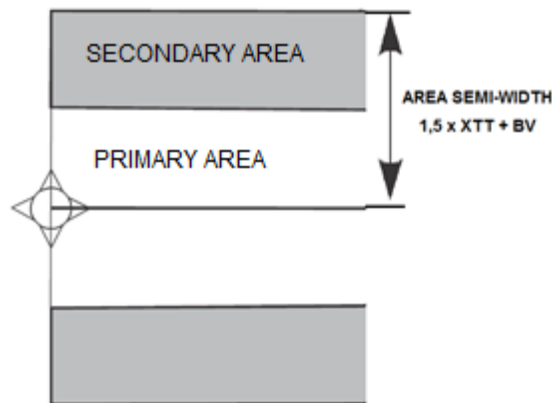 SECONDARY AREA
AREA SEMI-WIDTH
1,5 x XTT + BV
PRIMARY AREA